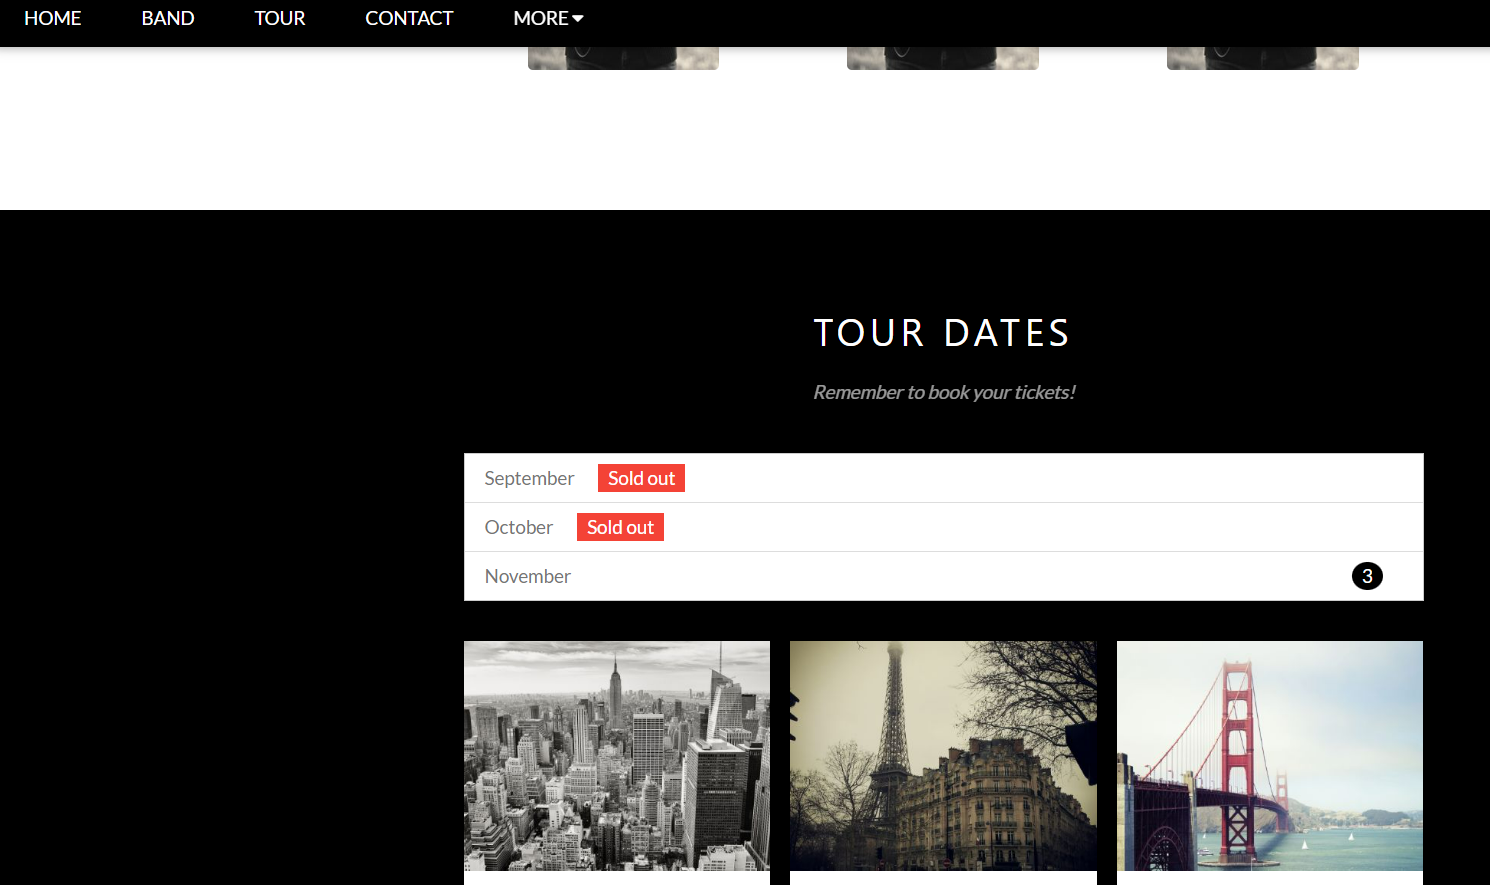 HOME BAND TOUR CONTACT MORE
TOUR DATES
Remember to book your tickets!
September Sold out
October Sold out
November 3